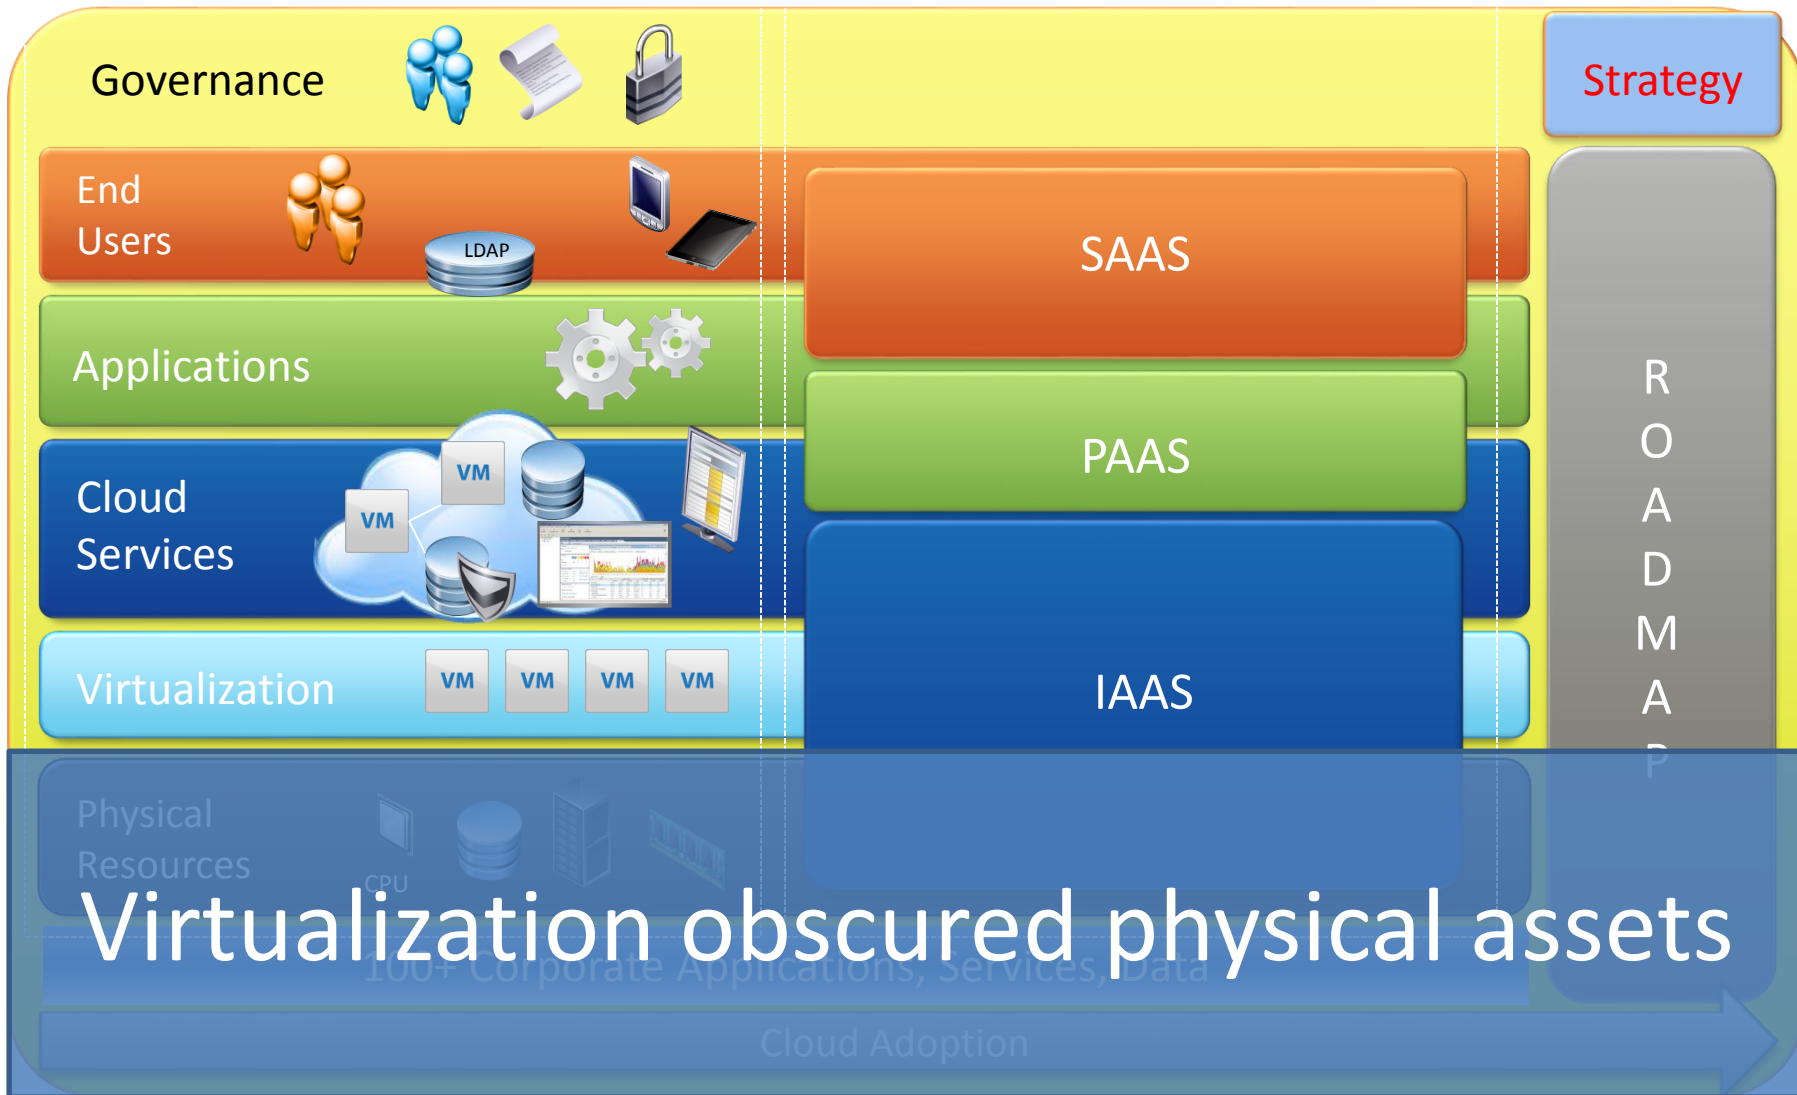 Governance
Strategy
End
Users
LDAP
SAAS
Applications
PAAS
Cloud
Services
VM
VM
IAAS
Virtualization
VM
VM
VM
VM
R
O
A
D
M
A
P
Physical
Resources
CPU
Virtualization obscured physical assets
100+ Corporate Applications, Services, Data
Cloud Adoption